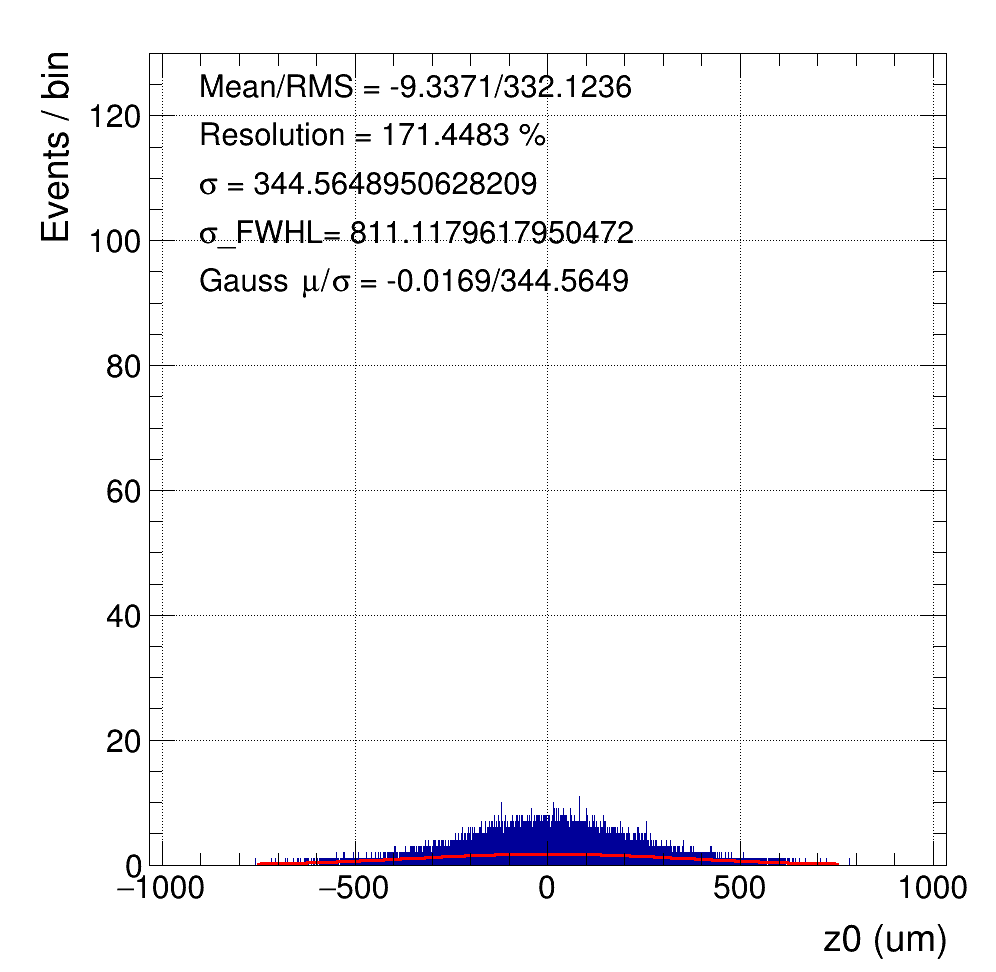 Events / bin
Mean/RMS = -9.3371/332.1236
Resolution = 171.4483 %
σ = 344.5648950628209
σ_FWHL= 811.1179617950472
Gauss μ/σ = -0.0169/344.5649
120
100
80
60
40
20
0
−1000 −500 0 500 1000
z0 (um)